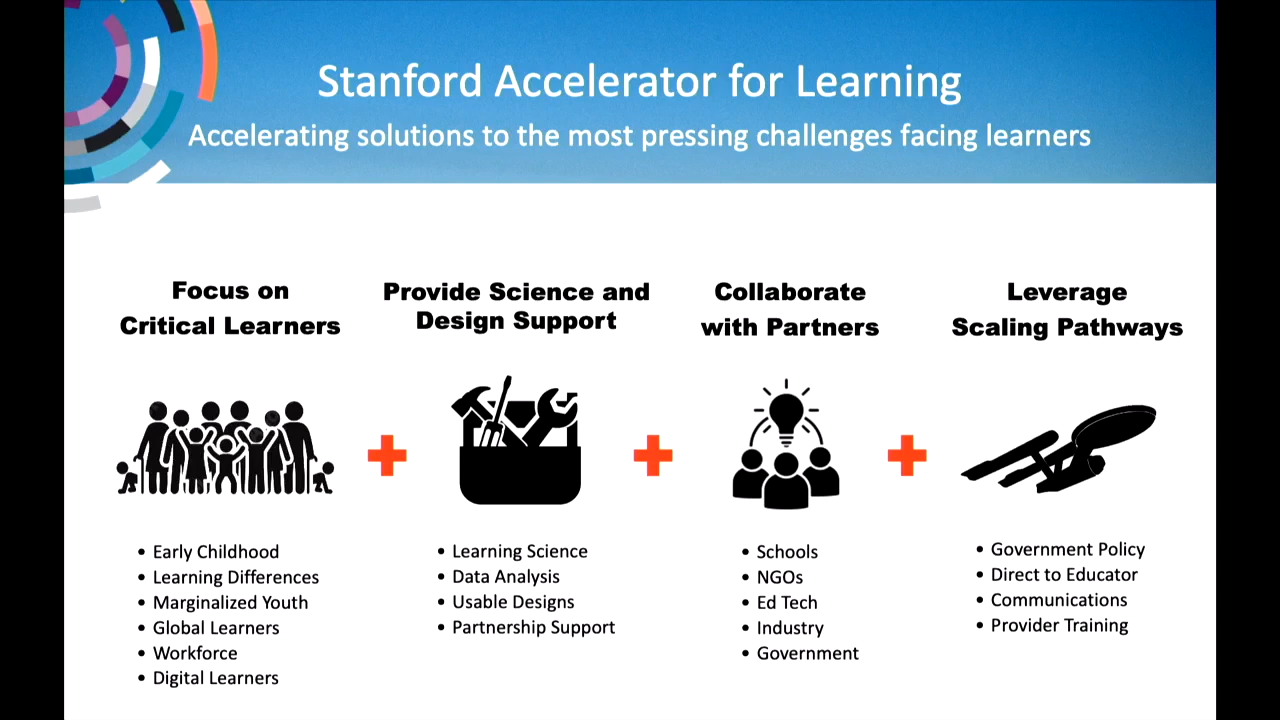 Stanford Accelerator for Learning
Accelerating solutions to the most pressing challenges facing learners
Focus on
Critical Learners
• Early Childhood
• Learning Differences
• Marginalized Youth
• Global Learners
• Workforce
• Digital Learners
Provide Science and
Design Support
• Learning Science
• Data Analysis
• Usable Designs
• Partnership Support
Collaborate
with Partners
• Schools
• NGOs
• Ed Tech
• Industry
• Government
Leverage
Scaling Pathways
• Government Policy
• Direct to Educator
• Communications
• Provider Training